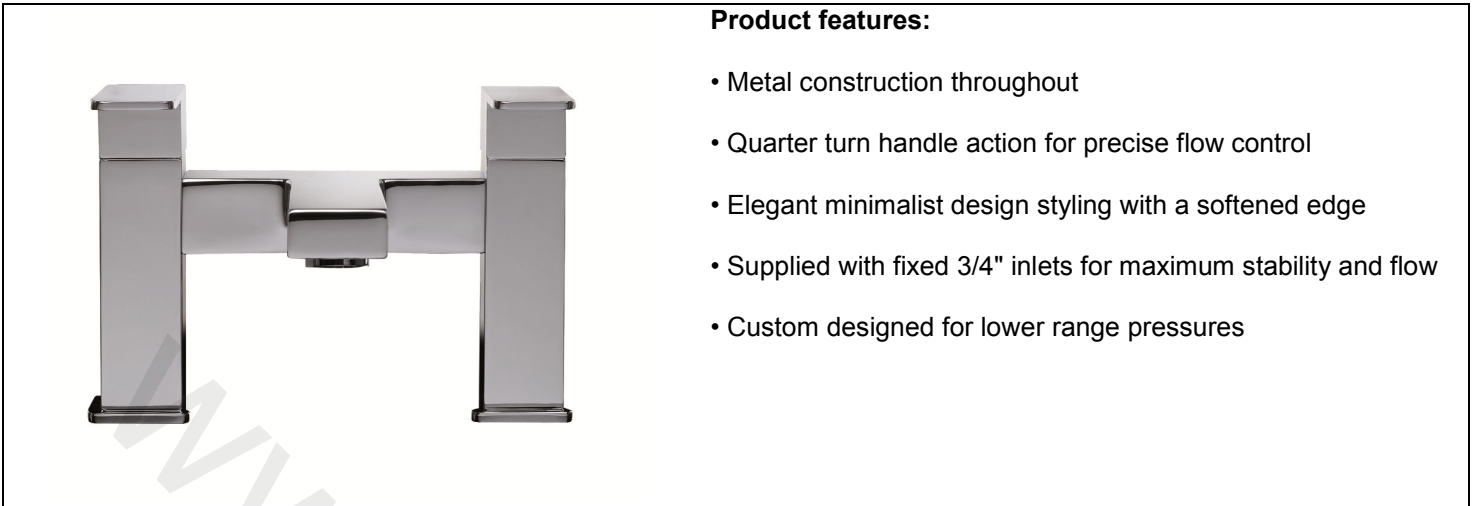 Product features:
• Metal construction throughout
• Quarter turn handle action for precise flow control
• Elegant minimalist design styling with a softened edge
• Supplied with fixed 3/4" inlets for maximum stability and flow
• Custom designed for lower range pressures